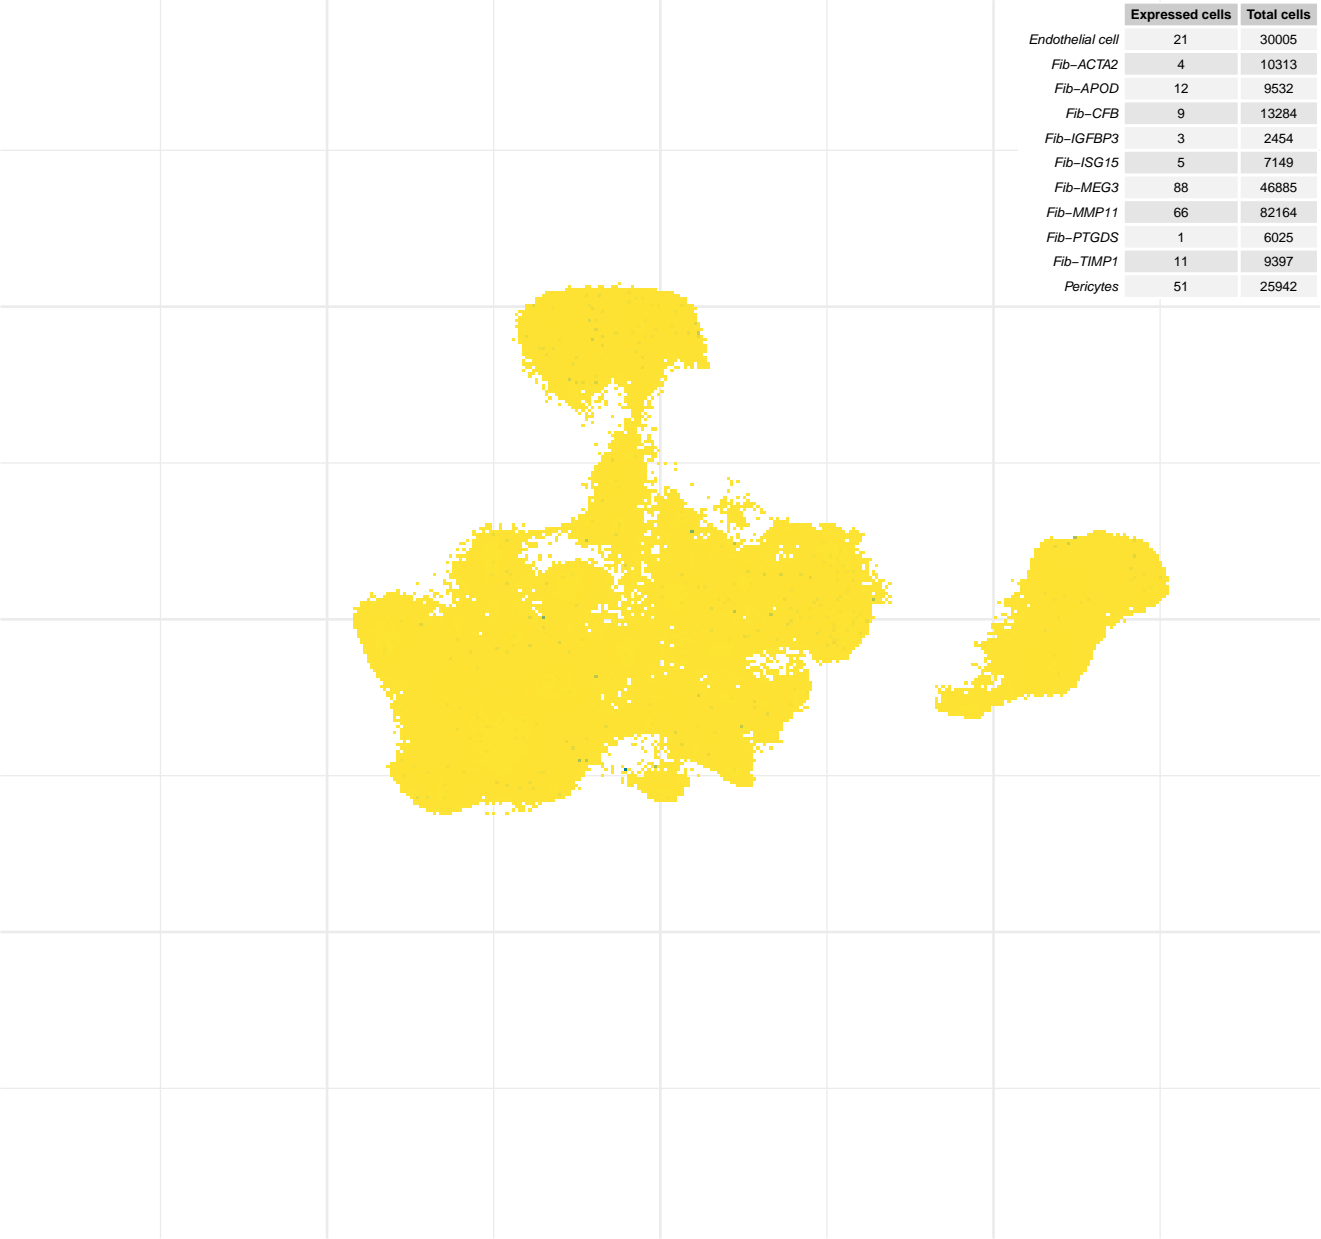 Expressed cells Total cells
Endothelial cell 21 30005
Fib−ACTA2 4 10313
Fib−APOD 12 9532
Fib−CFB 9 13284
Fib−IGFBP3 3 2454
Fib−ISG15 5 7149
Fib−MEG3 88 46885
Fib−MMP11 66 82164
Fib−PTGDS 1 6025
Fib−TIMP1 11 9397
Pericytes 51 25942